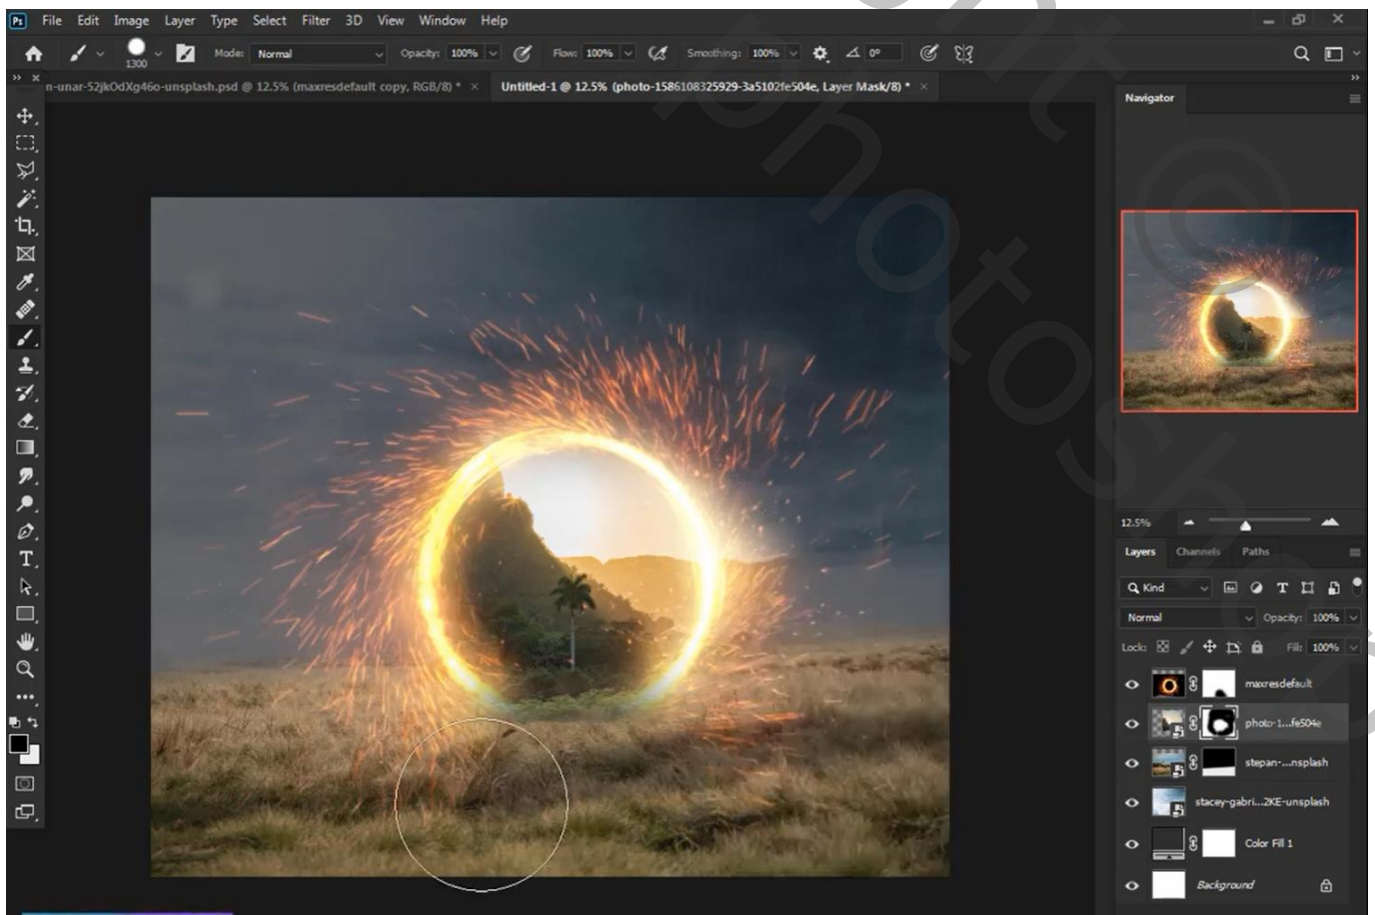 Ps File Edit Image Layer Type Select Filter 3D View Window Help
1300 Mode: Normal Opacity: 100% Flow: 100% Smoothing: 100% 0°
n-unar-52jkOdXg46o-unsplash.psd @ 12.5% (maxresdefault copy, RGB/8) * × Untitled-1 @ 12.5% (photo-1586108325929-3a5102fe504e, Layer Mask/8) * ×
Navigator
12.5%
Layers Channels Paths
Kind
Normal Opacity: 100%
Lock: Fill: 100%
maxresdefault
photo-1...fe504e
stepan-...nsplash
stacey-gabri...2KE-unsplash
Color Fill 1
Background